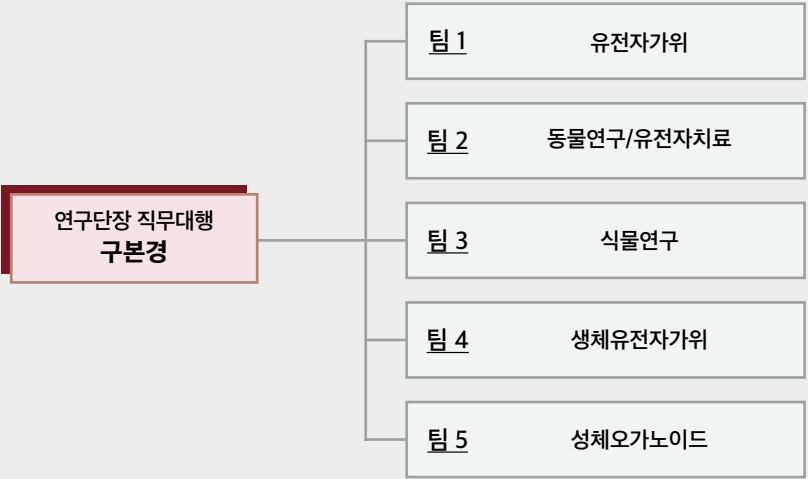 연구단장 직무대행
구본경
팀 1 유전자가위
팀 2 동물연구/유전자치료
팀 3 식물연구
팀 4 생체유전자가위
팀 5 성체오가노이드